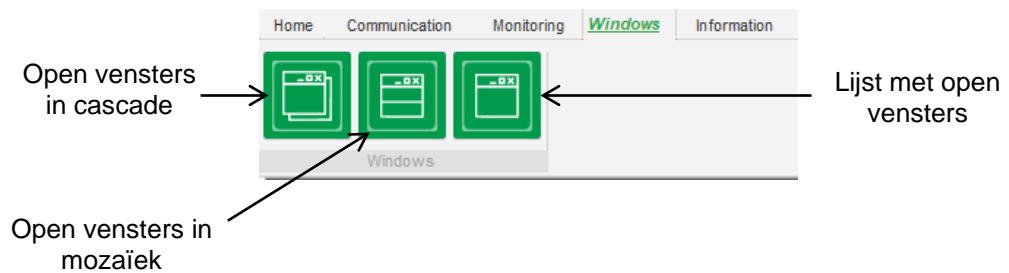 Home Communication Monitoring Windows Information
Open vensters
in cascade
Lijst met open
vensters
Windows
Open vensters in
mozaïek